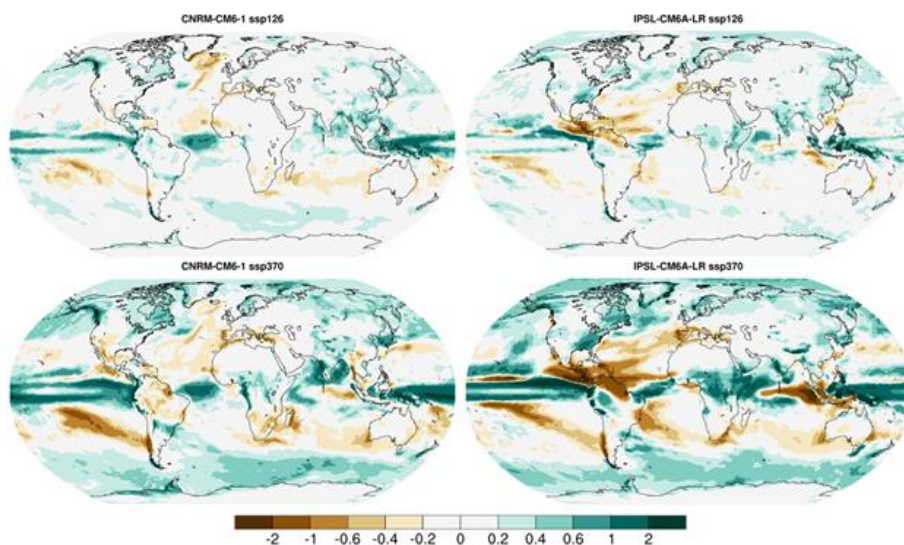 CNRM-CM6-1 ssp126
IPSL-CM6A-LR ssp126
CNRM-CM6-1 ssp370
IPSL-CM6A-LR ssp370
-2 -1 -0.6 -0.4 -0.2 0 0.2 0.4 0.6 1 2